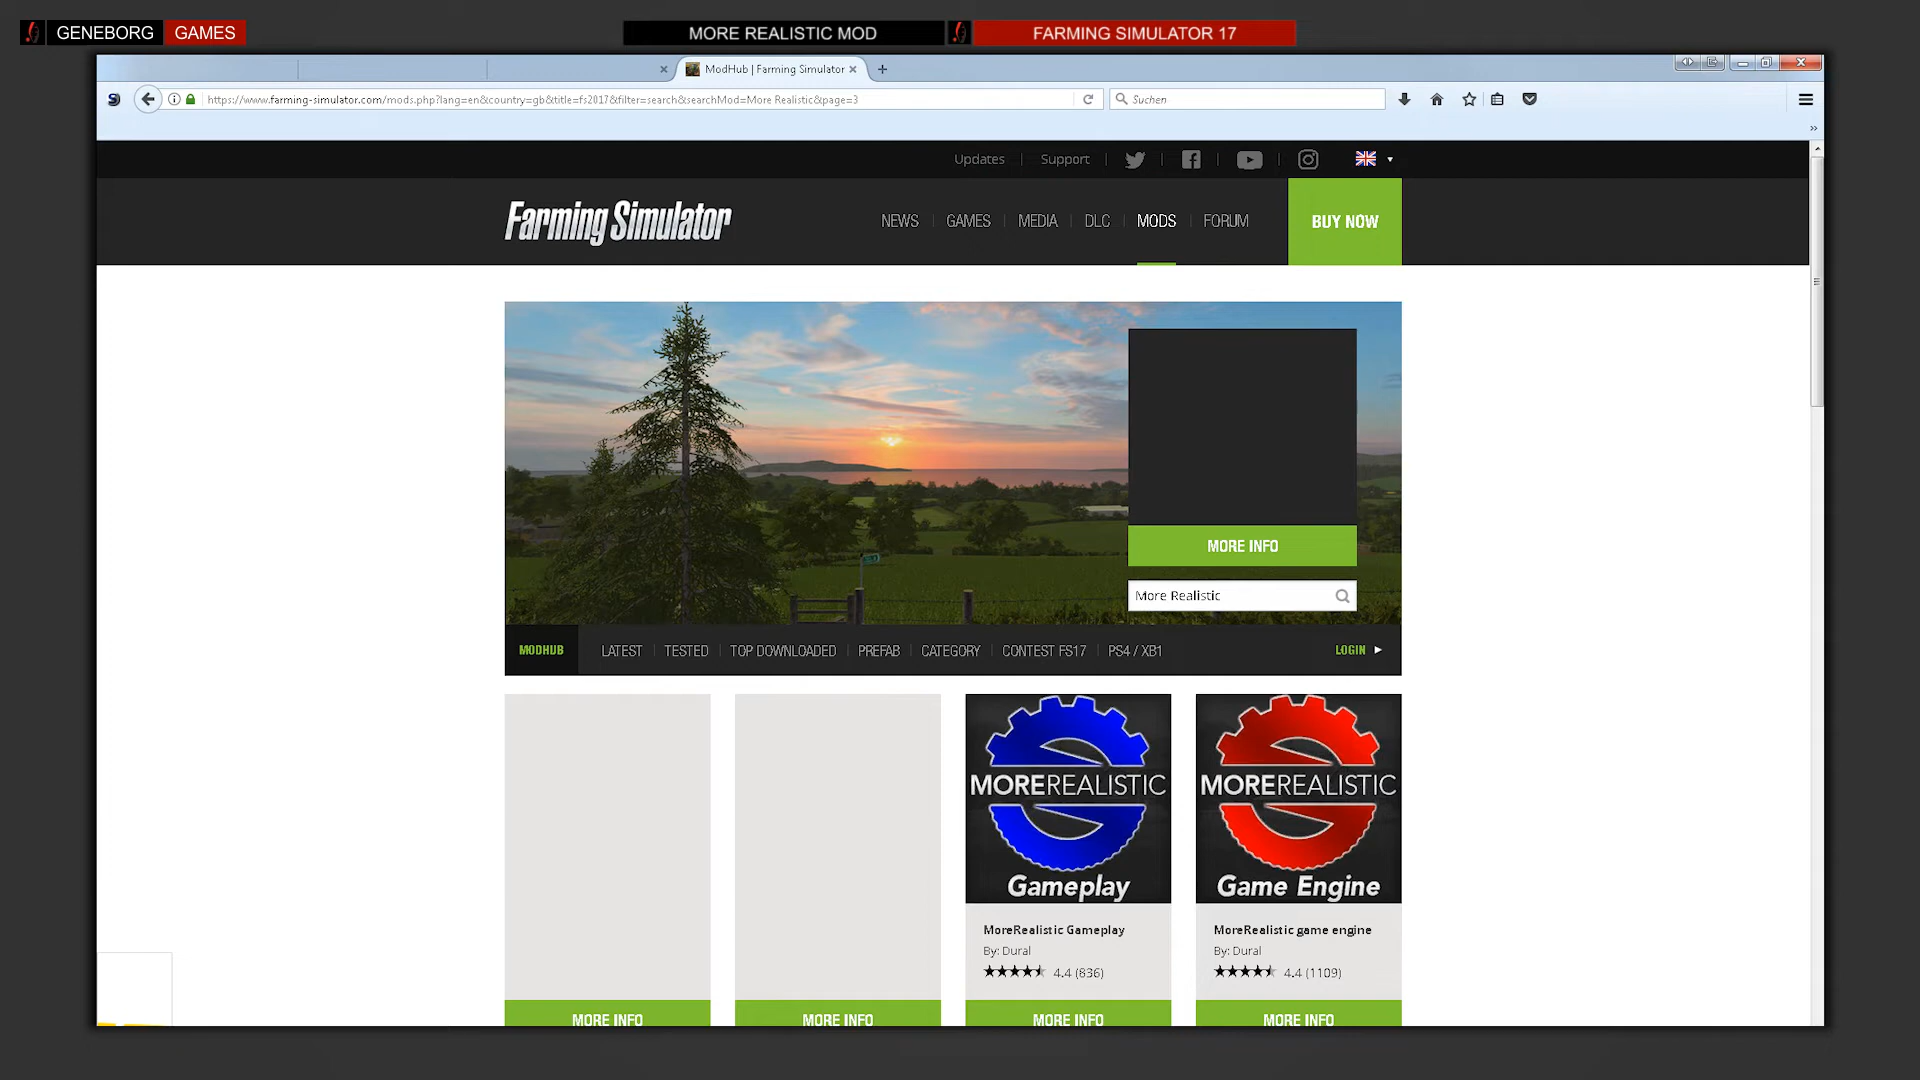 GENEBORG GAMES
MORE REALISTIC MOD
FARMING SIMULATOR 17
ModHub | Farming Simulator
https://www.farming-simulator.com/mods.php?lang=en&country=gb&title=fs2017&filter=search&searchMod=More Realistic&page=3
Suchen
Updates
Support
Farming Simulator
NEWS
GAMES
MEDIA
DLC
MODS
FORUM
BUY NOW
MORE INFO
More Realistic
MODHUB
LATEST
TESTED
TOP DOWNLOADED
PREFAB
CATEGORY
CONTEST FS17
PS4 / XB1
LOGIN
MOREREALISTIC
Gameplay
MOREREALISTIC
Game Engine
MoreRealistic Gameplay
By: Dural
4.4 (836)
MoreRealistic game engine
By: Dural
4.4 (1109)
MORE INFO
MORE INFO
MORE INFO
MORE INFO